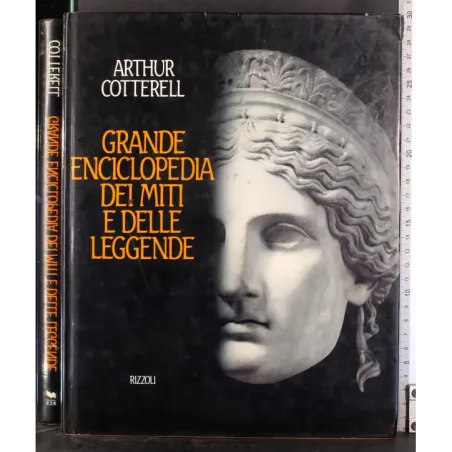 ARTHUR
COTTERELL
GRANDE
ENCICLOPEDIA
DEI MITI
E DELLE
LEGGENDE
RIZZOLI
COTTERELL
GRANDE ENCICLOPEDIA DEI MITI E DELLE LEGGENDE